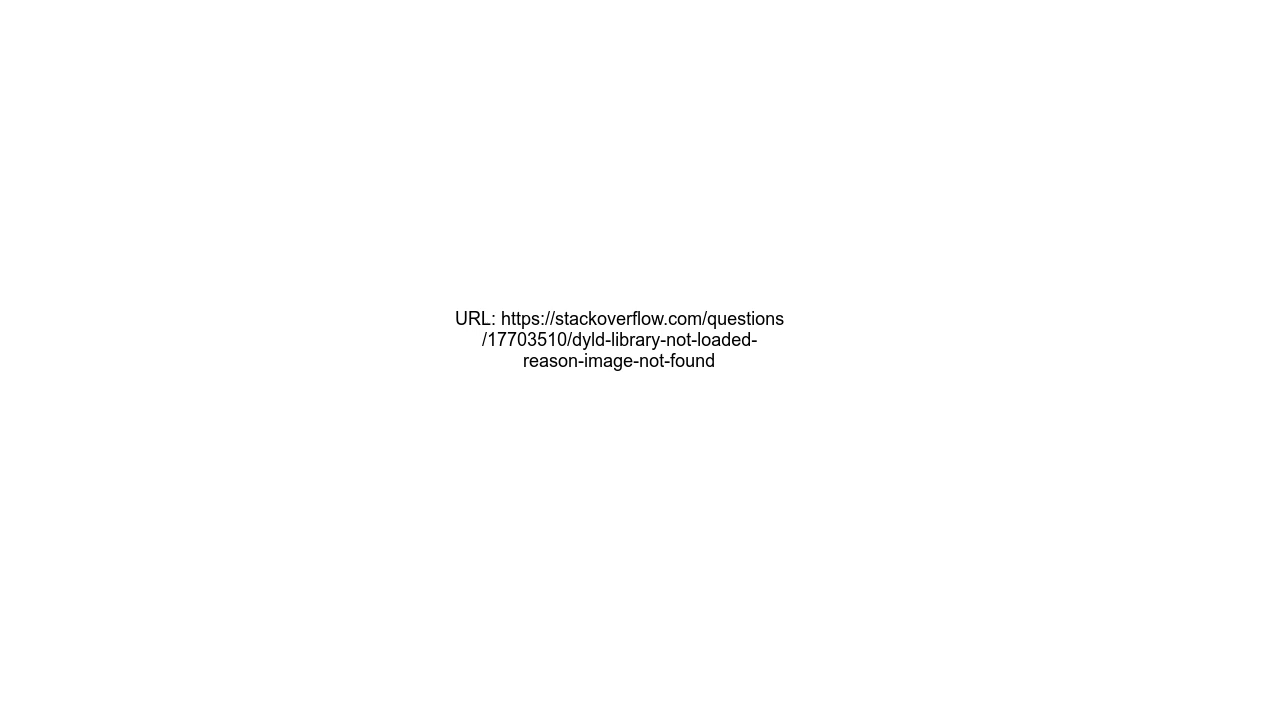 URL: https://stackoverflow.com/questions
/17703510/dyld-library-not-loaded-
reason-image-not-found